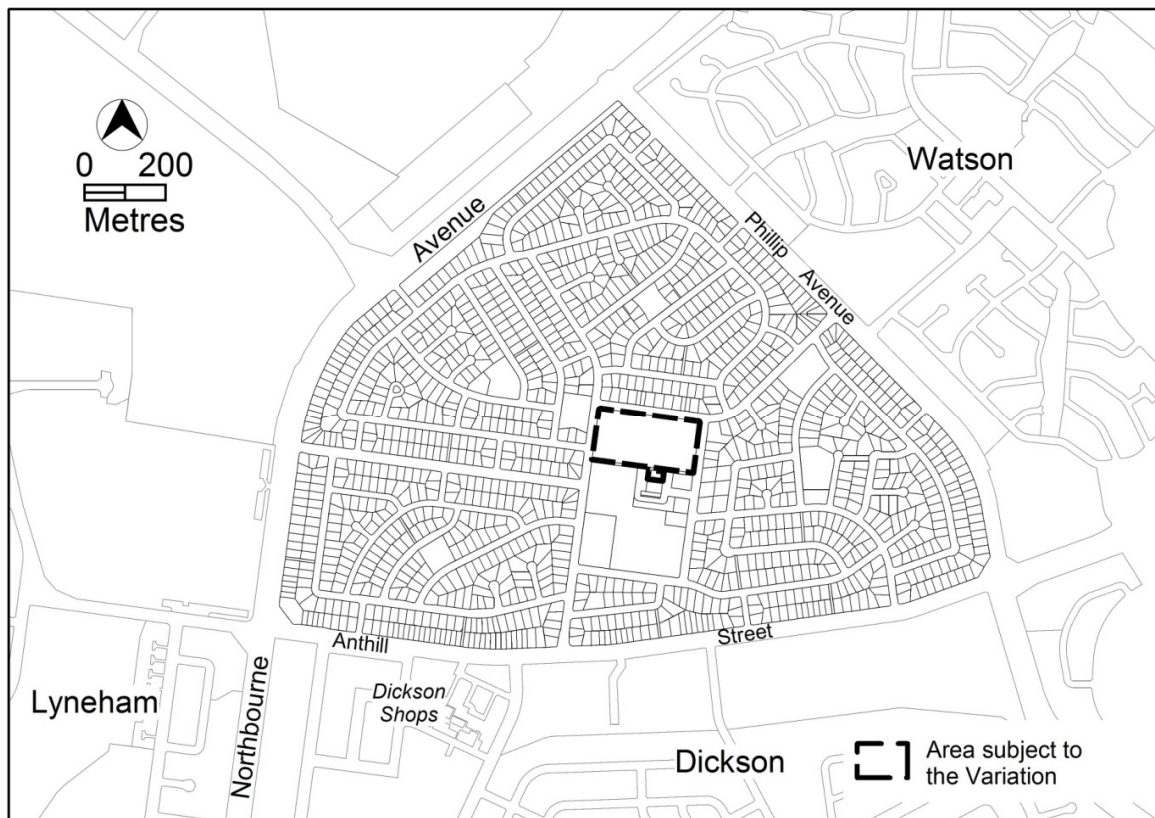 Watson
0 200
Metres
Avenue
Phillip
Avenue
Anthill
Street
Lyneham
Northbourne
Dickson
Shops
Dickson
Area subject to
the Variation